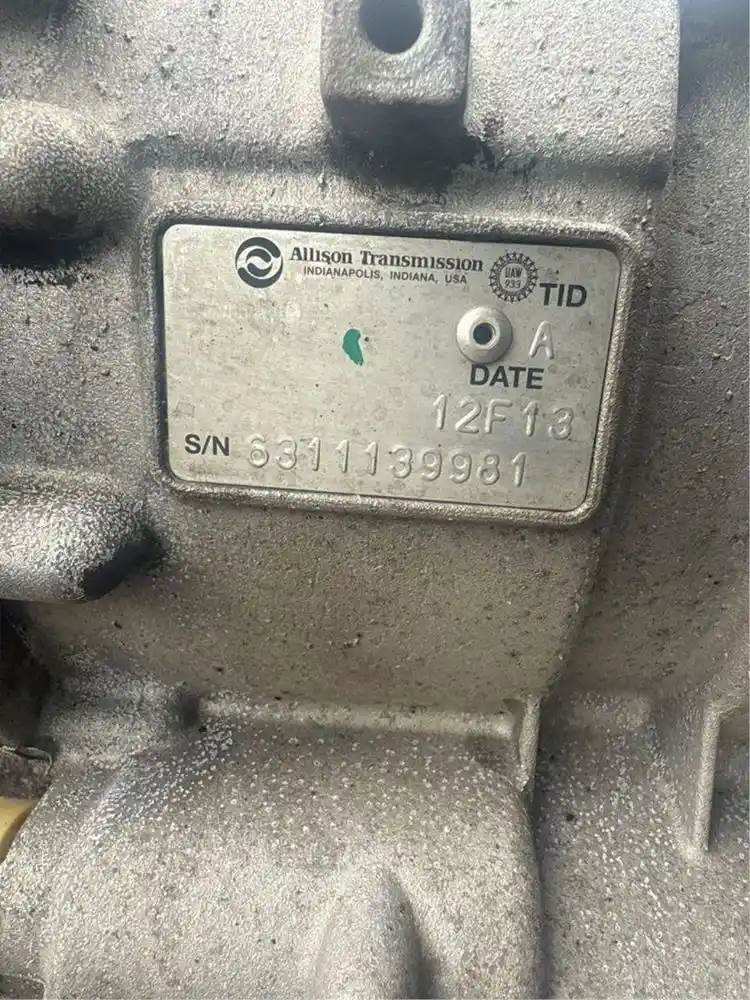 Allison Transmission
INDIANAPOLIS, INDIANA, USA
UAW
933
TID
A
DATE
12F13
S/N 6311139981